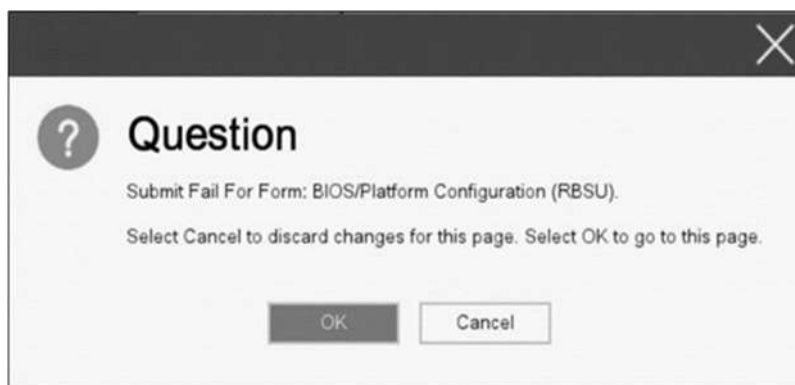 Question
Submit Fail For Form: BIOS/Platform Configuration (RBSU).
Select Cancel to discard changes for this page. Select OK to go to this page.
OK
Cancel